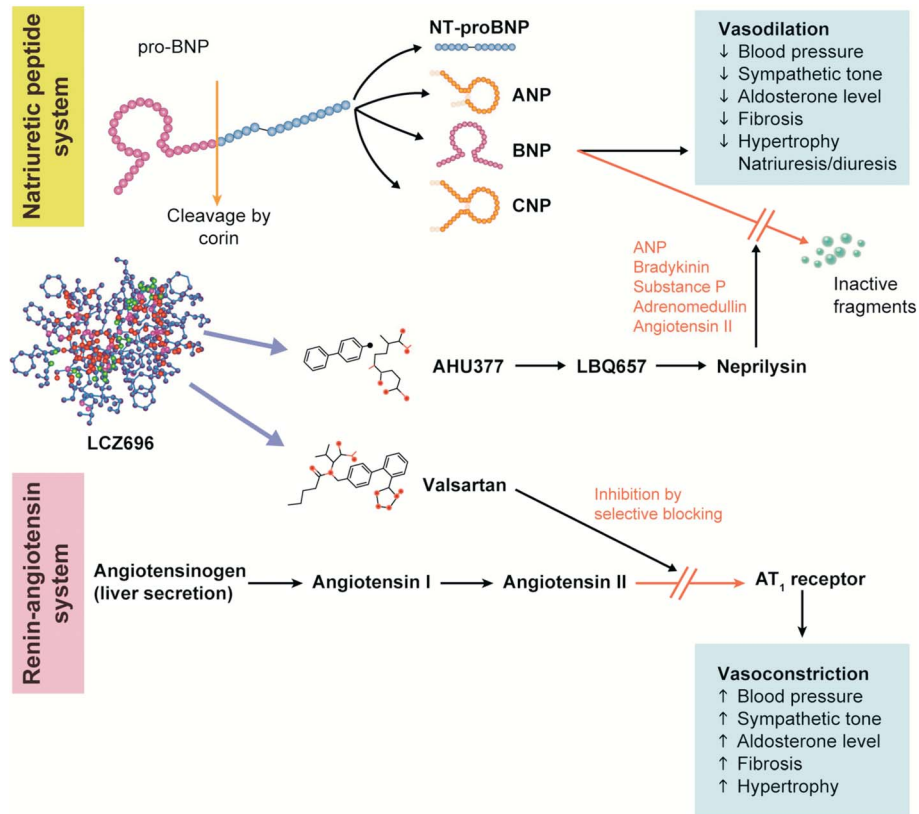 Natriuretic peptide
system
pro-BNP
Cleavage by
corin
NT-proBNP
ANP
BNP
CNP
Vasodilation
↓ Blood pressure
↓ Sympathetic tone
↓ Aldosterone level
↓ Fibrosis
↓ Hypertrophy
Natriuresis/diuresis
ANP
Bradykinin
Substance P
Adrenomedullin
Angiotensin II
Inactive
fragments
LCZ696
AHU377
LBQ657
Neprilysin
Valsartan
Inhibition by
selective blocking
Renin-angiotensin
system
Angiotensinogen
(liver secretion)
Angiotensin I
Angiotensin II
AT1 receptor
Vasoconstriction
↑ Blood pressure
↑ Sympathetic tone
↑ Aldosterone level
↑ Fibrosis
↑ Hypertrophy